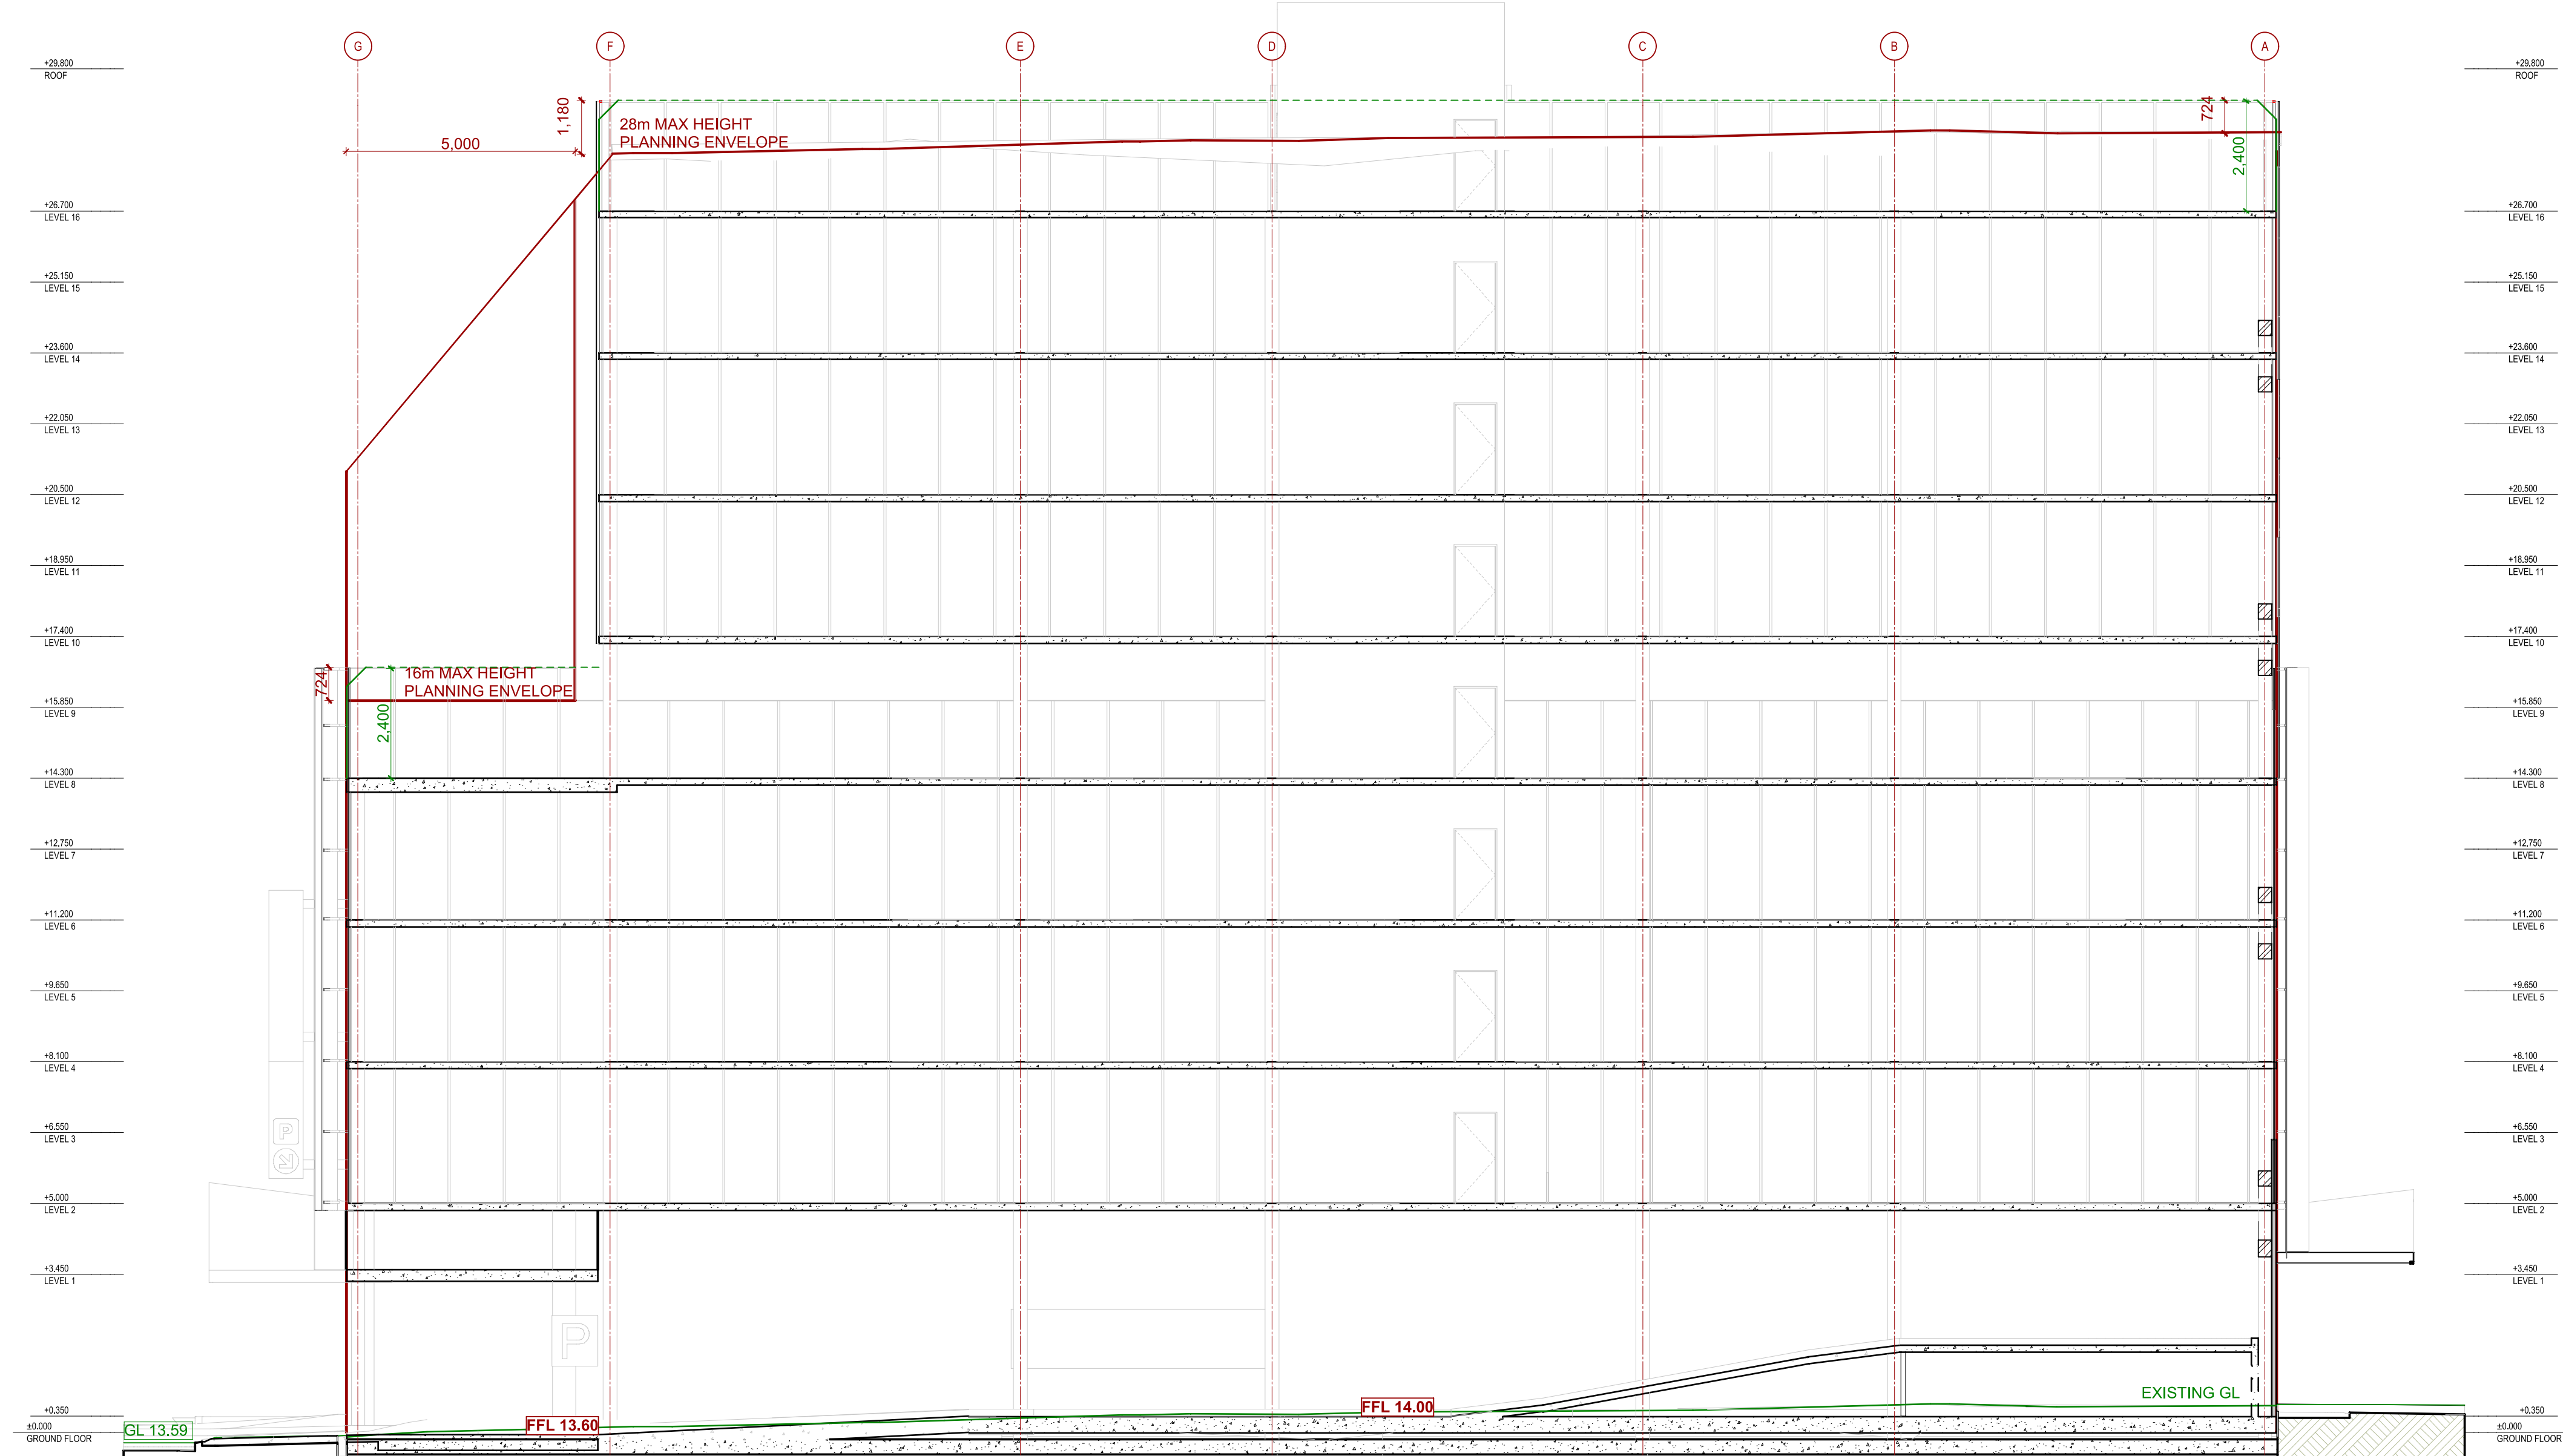 G
F
E
D
C
B
A
+29,800
ROOF
+29,800
ROOF
1,180
28m MAX HEIGHT
PLANNING ENVELOPE
724
5,000
2,400
+26.700
LEVEL 16
+26.700
LEVEL 16
+25.150
LEVEL 15
+25.150
LEVEL 15
+23.600
LEVEL 14
+23.600
LEVEL 14
+22,050
LEVEL 13
+22,050
LEVEL 13
+20,500
LEVEL 12
+20,500
LEVEL 12
+18.950
LEVEL 11
+18.950
LEVEL 11
+17.400
LEVEL 10
+17.400
LEVEL 10
724
16m MAX HEIGHT
PLANNING ENVELOPE
+15.850
LEVEL 9
+15.850
LEVEL 9
2,400
+14.300
LEVEL 8
+14.300
LEVEL 8
+12,750
LEVEL 7
+12,750
LEVEL 7
+11,200
LEVEL 6
+11,200
LEVEL 6
+9.650
LEVEL 5
+9.650
LEVEL 5
+8.100
LEVEL 4
+8.100
LEVEL 4
P
+6.550
LEVEL 3
+6.550
LEVEL 3
+5.000
LEVEL 2
+5.000
LEVEL 2
+3,450
LEVEL 1
+3,450
LEVEL 1
P
EXISTING GL
FFL 14.00
FFL 13.60
GL 13.59
+0.350
±0.000
GROUND FLOOR
+0.350
±0.000
GROUND FLOOR